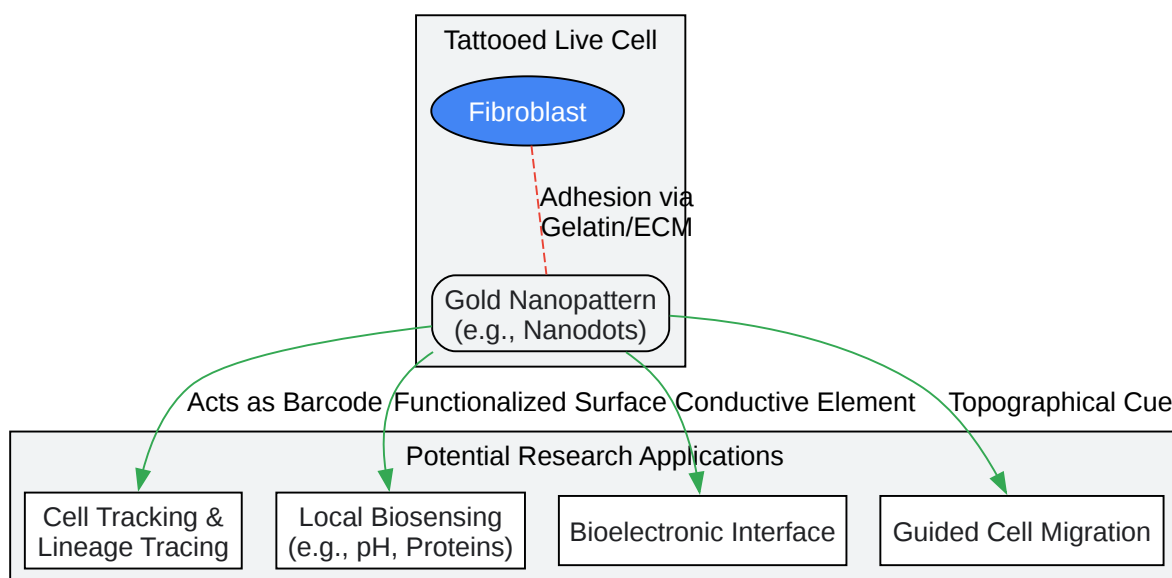 Tattooed Live Cell
Fibroblast
Adhesion via
Gelatin/ECM
Gold Nanopattern
(e.g., Nanodots)
Acts as Barcode
Functionalized Surface
Conductive Element
Topographical Cue
Potential Research Applications
Cell Tracking &
Lineage Tracing
Local Biosensing
(e.g., pH, Proteins)
Bioelectronic Interface
Guided Cell Migration